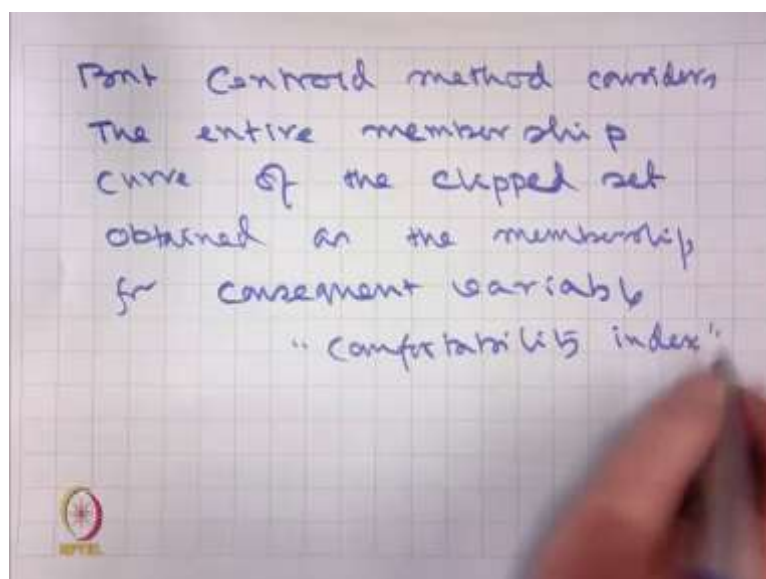 But Centroid method considers
The entire membership
curve of the clipped set
obtained as the membership
for consequent variable
"Comfortability index"
NPTEL